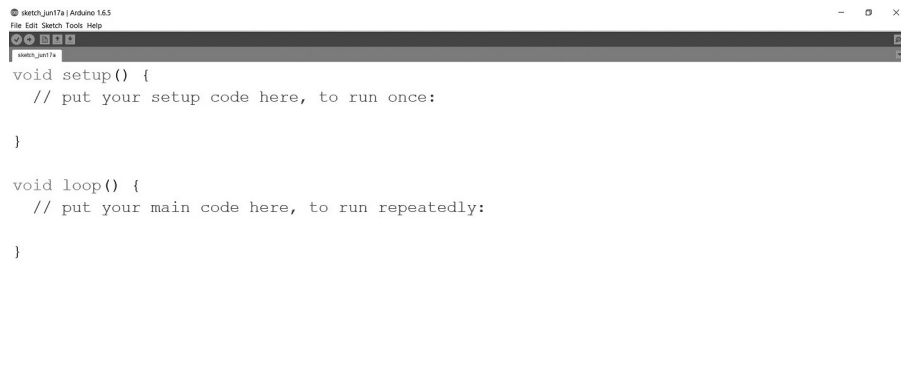 sketch_jun17a | Arduino 1.6.5
File Edit Sketch Tools Help
sketch_jun17a
void setup() {
  // put your setup code here, to run once:
}
void loop() {
  // put your main code here, to run repeatedly:
}